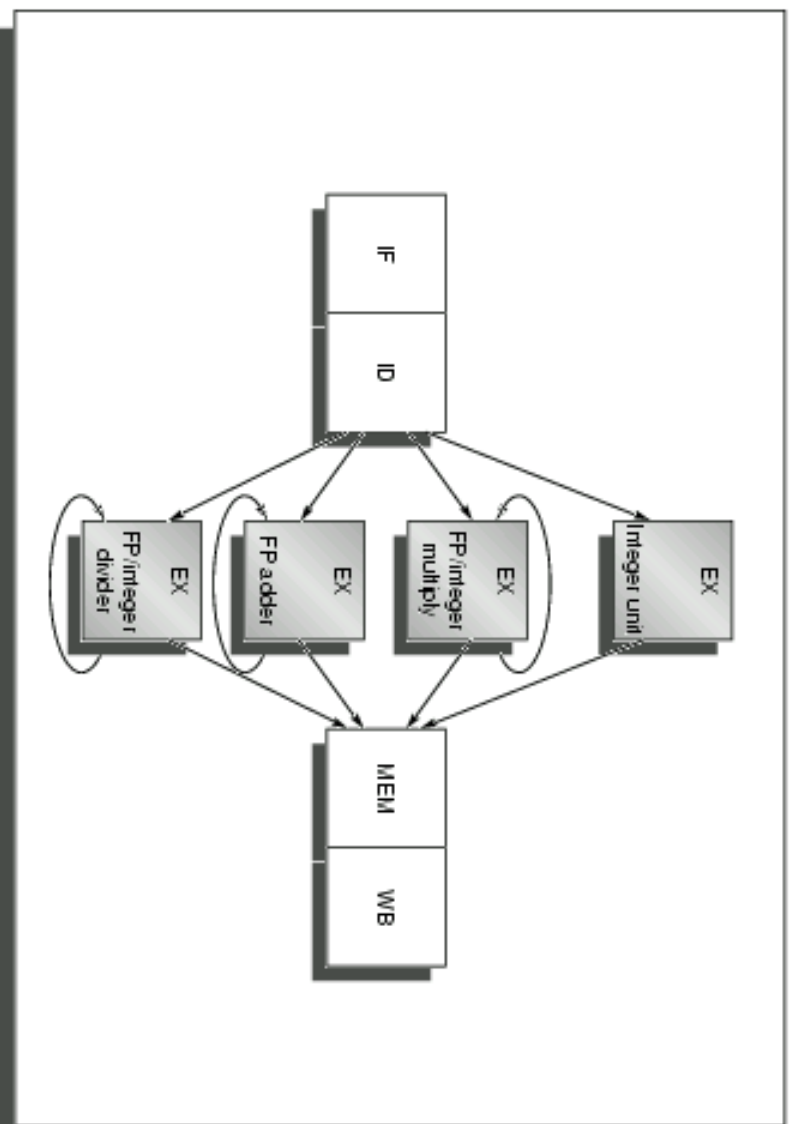 IF
ID
EX
Integer unit
EX
FP/integer
multiply
EX
FP adder
EX
FP/integer
divider
MEM
WB